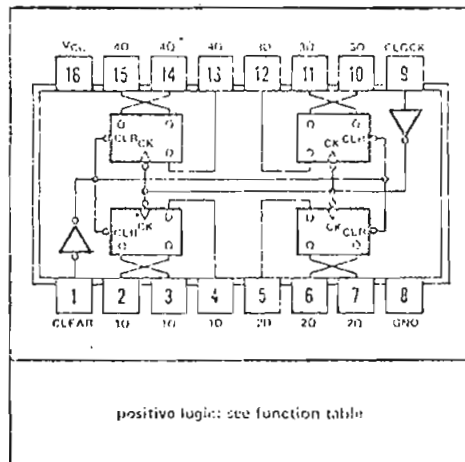 VCC 4Q 4Q 4D 3D 3Q 3Q CLOCK
16 15 14 13 12 11 10 9
Q Q Q Q
CLR CK D D CK CLR
CLR CK D D CK CLR
Q Q Q Q
1 2 3 4 5 6 7 8
CLEAR 1Q 1Q 1D 2D 2Q 2Q GND
positive logic: see function table